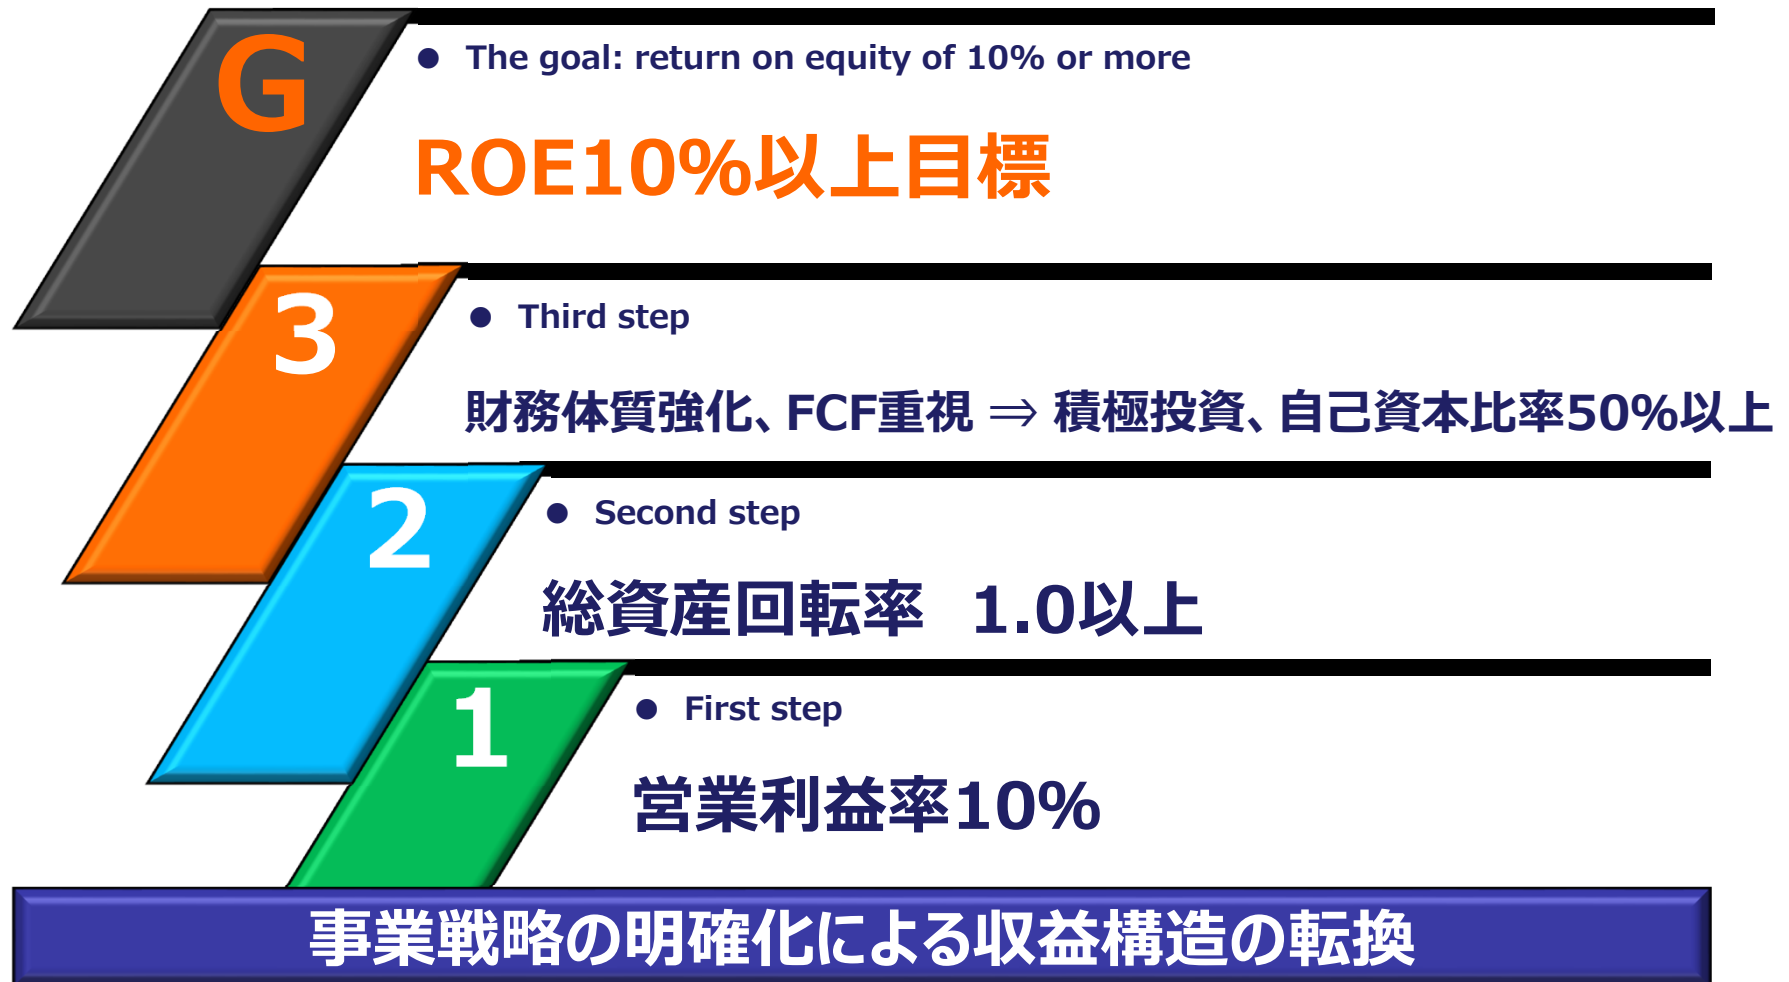 G
● The goal: return on equity of 10% or more
ROE10%以上目標
3
● Third step
財務体質強化、FCF重視 ⇒ 積極投資、自己資本比率50%以上
2
● Second step
総資産回転率 1.0以上
1
● First step
営業利益率10%
事業戦略の明確化による収益構造の転換